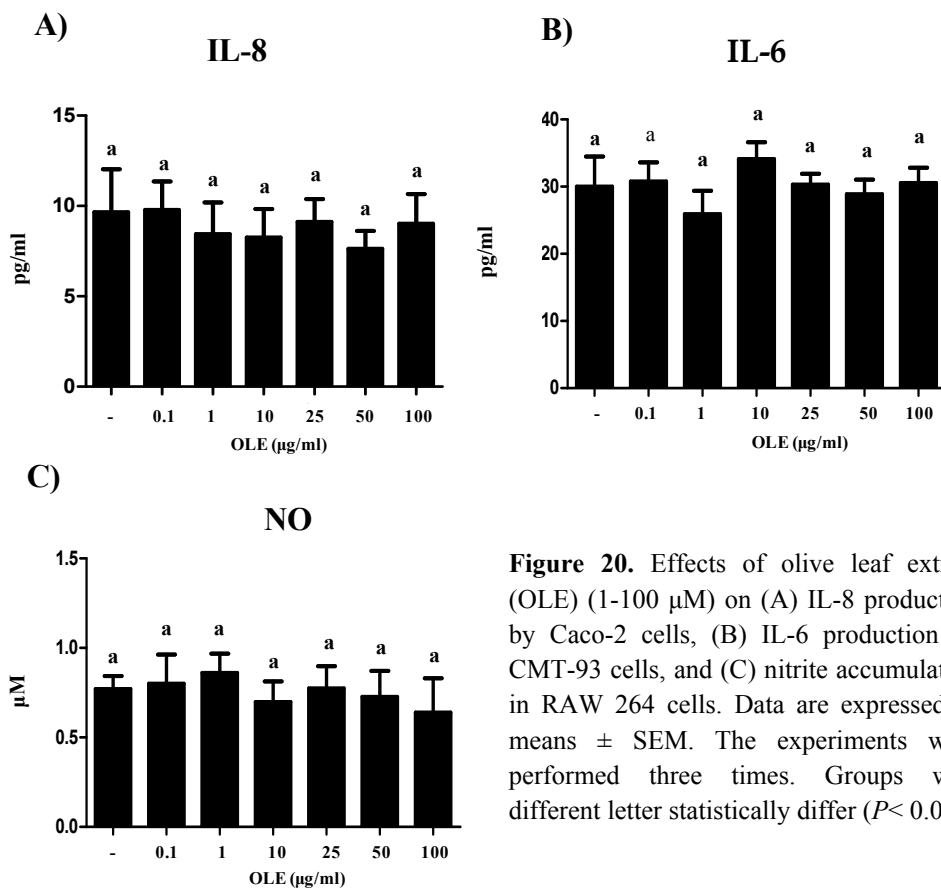 A)
IL-8
15
10
5
0
pg/ml
a a a a a a a
- 0.1 1 10 25 50 100
OLE (µg/ml)
B)
IL-6
40
30
20
10
0
pg/ml
a a a a a a a
- 0.1 1 10 25 50 100
OLE (µg/ml)
C)
NO
1.5
1.0
0.5
0.0
µM
a a a a a a a
- 0.1 1 10 25 50 100
OLE (µg/ml)
Figure 20. Effects of olive leaf extr
(OLE) (1-100 µM) on (A) IL-8 product
by Caco-2 cells, (B) IL-6 production
CMT-93 cells, and (C) nitrite accumulat
in RAW 264 cells. Data are expressed
means ± SEM. The experiments w
performed three times. Groups w
different letter statistically differ (P< 0.0